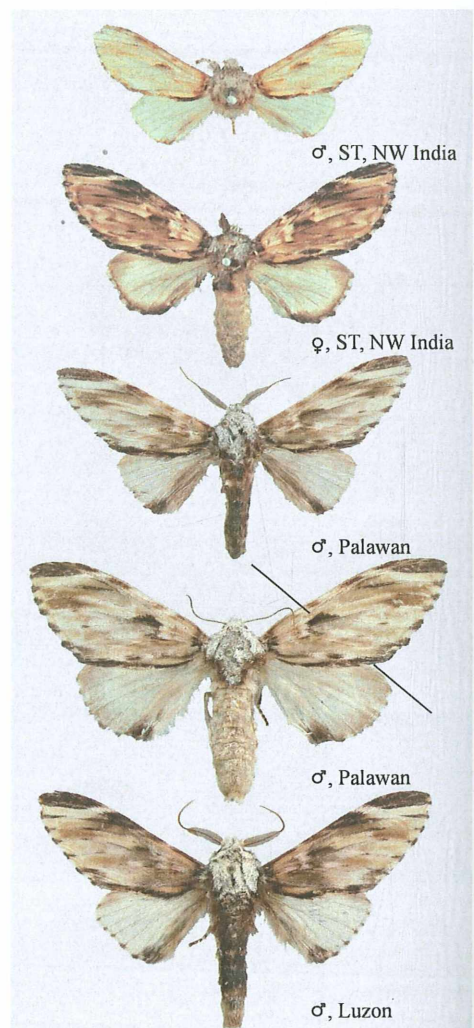 ♂, ST, NW India
♀, ST, NW India
♂, Palawan
♂, Palawan
♂, Luzon